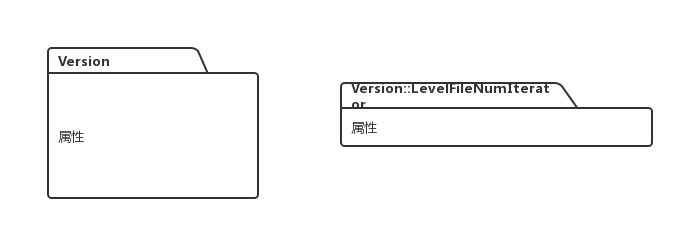 Version
属性
Version::LevelFileNumIterat
or
属性